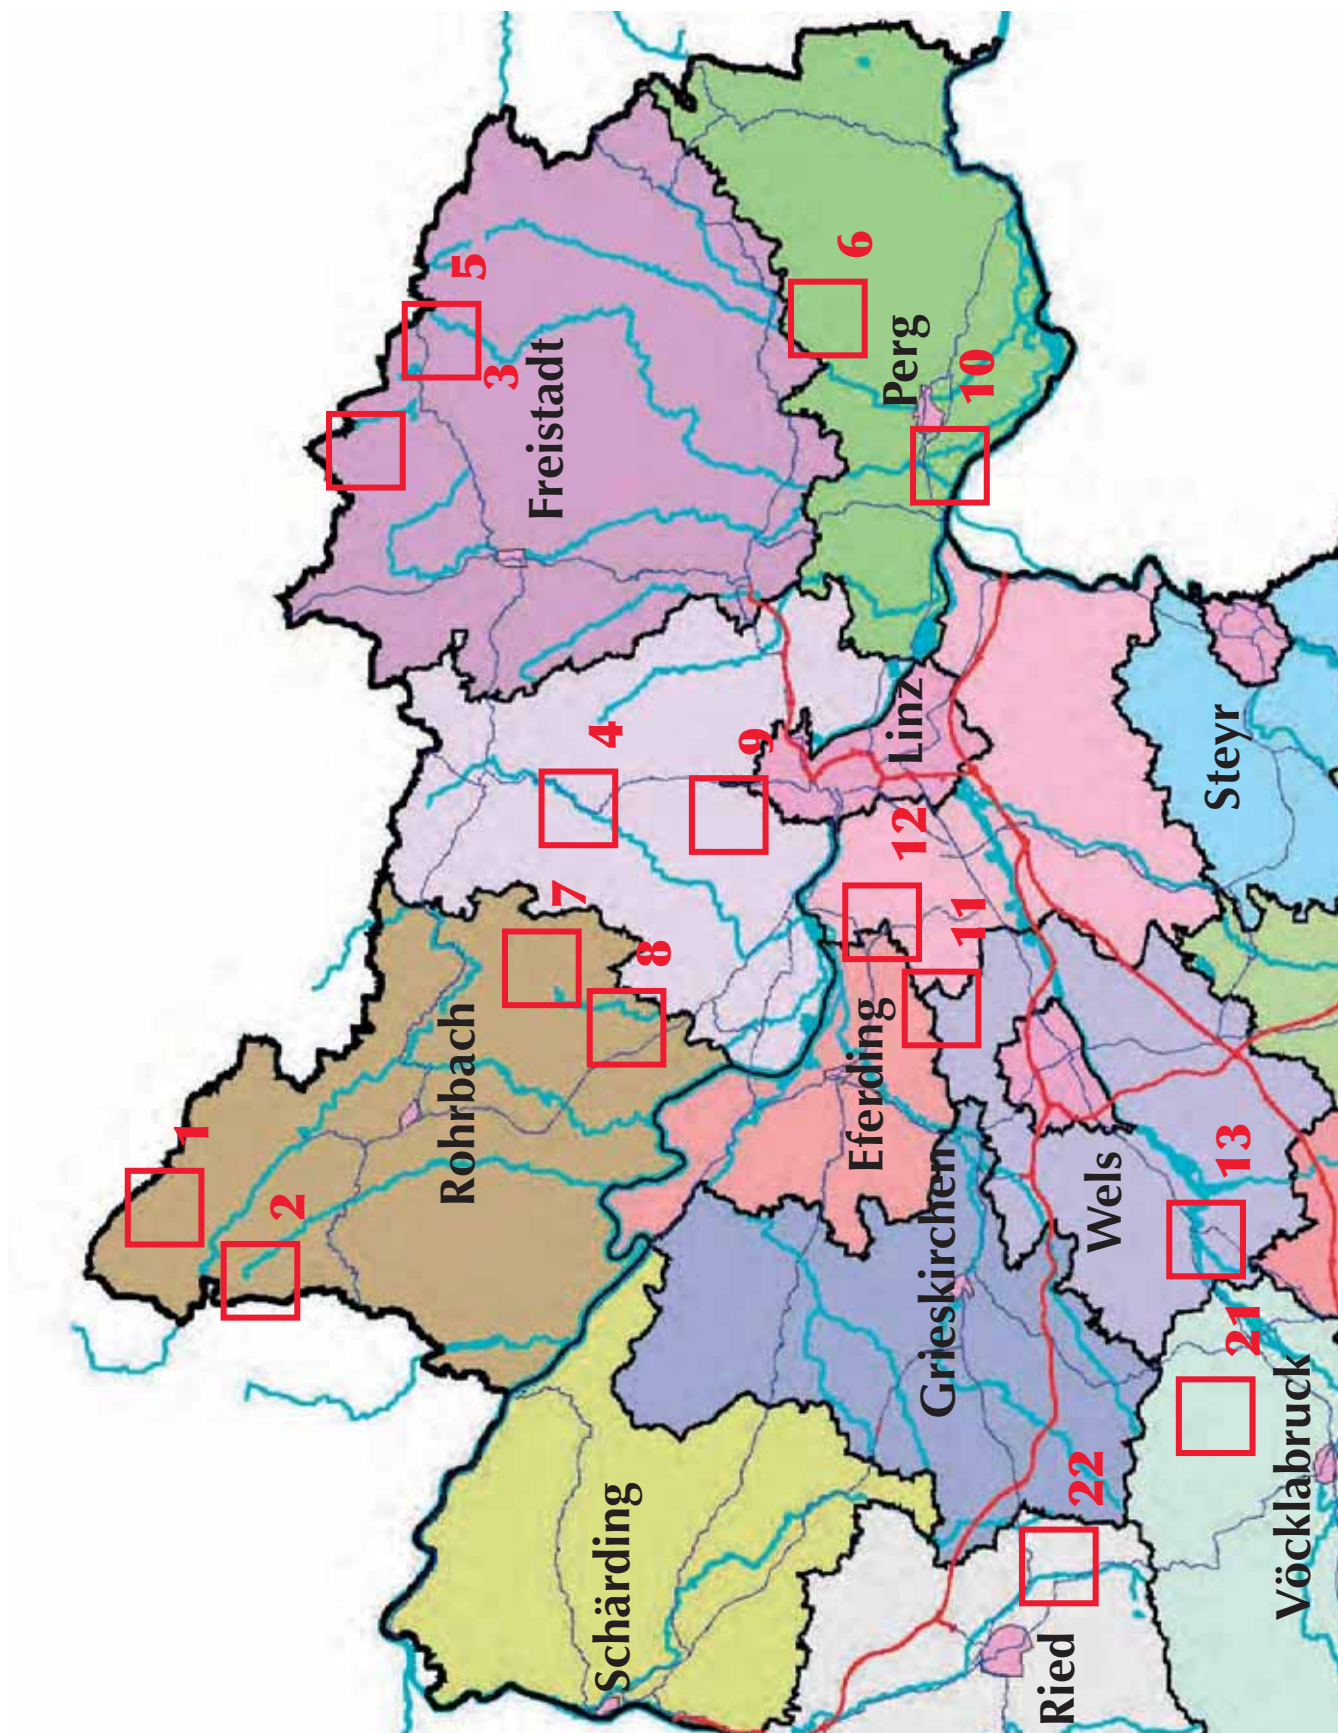 1
2
Rohrbach
7
8
4
9
3
5
Freistadt
6
Perg
10
Linz
12
11
Eferding
Grieskirchen
Wels
13
Steyr
21
Vöcklabruck
22
Schärding
Ried